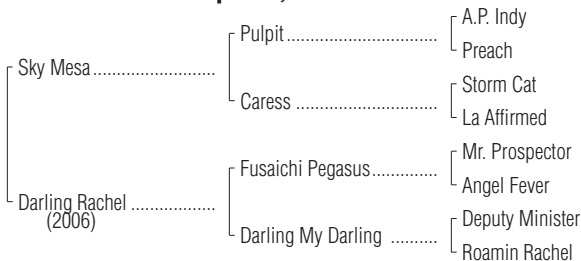 A.P. Indy
Pulpit
Preach
Sky Mesa
Storm Cat
Caress
La Affirmed
Mr. Prospector
Fusaichi Pegasus
Angel Fever
Darling Rachel
(2006)
Deputy Minister
Darling My Darling
Roamin Rachel